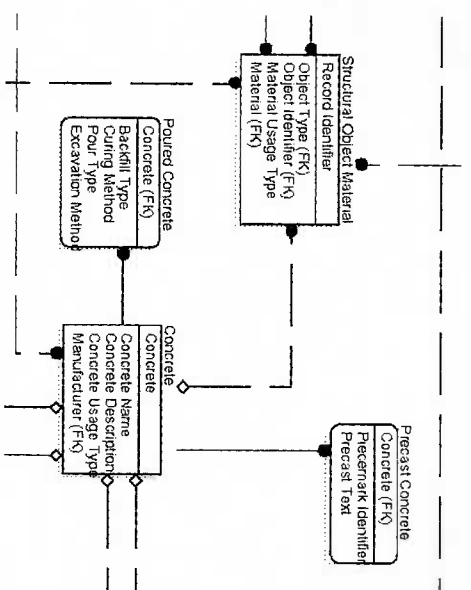 Structural Object Material
Record Identifier
Object Type (FK)
Object Identifier (FK)
Material Usage Type
Material (FK)
Poured Concrete
Concrete (FK)
Backfill Type
Curing Method
Pour Type
Excavation Method
Concrete
Concrete
Concrete Name
Concrete Description
Concrete Usage Type
Manufacturer (FK)
Precast Concrete
Concrete (FK)
Precermark Identifier
Precast Text